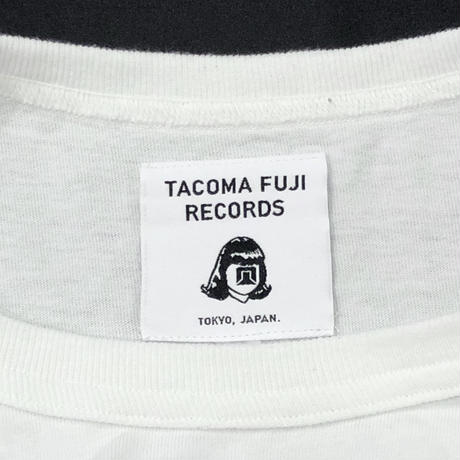 TACOMA FUJI
RECORDS
TOKYO, JAPAN.